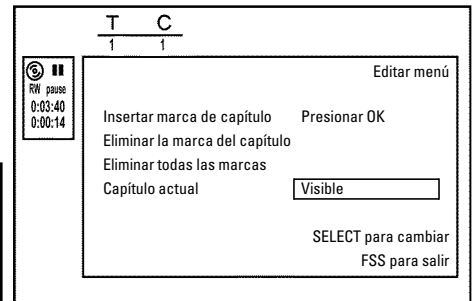 T C
1 1
RW pause
0:03:40
0:00:14
Editar menú
Insertar marca de capítulo Presionar OK
Eliminar la marca del capítulo
Eliminar todas las marcas
Capítulo actual Visible
SELECT para cambiar
FSS para salir